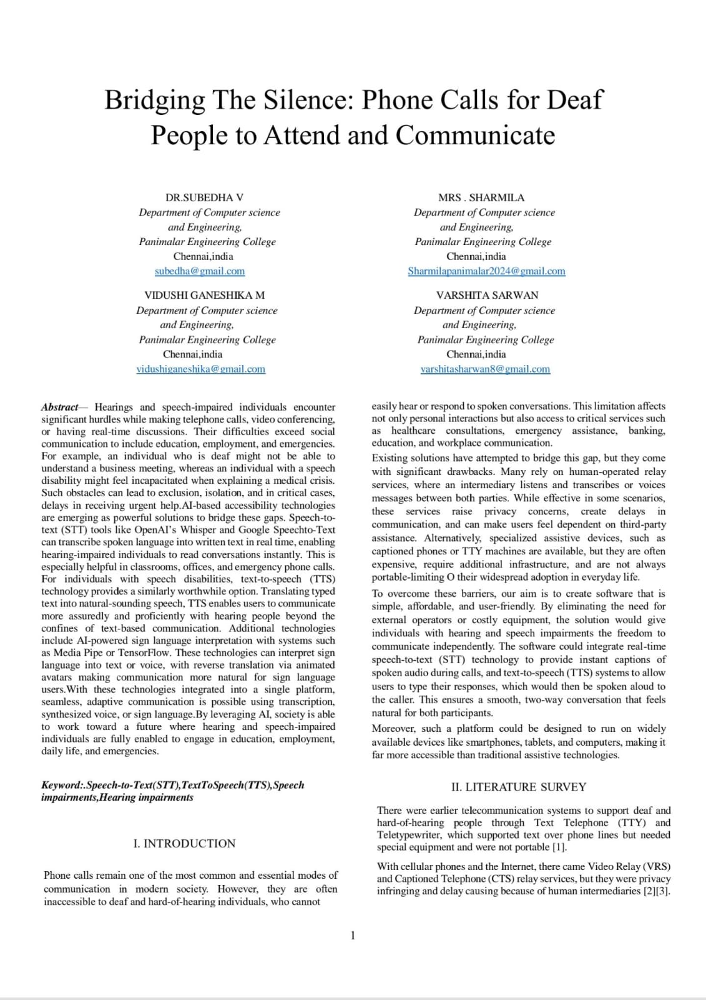 Bridging The Silence: Phone Calls for Deaf
People to Attend and Communicate
DR.SUBEDHA V
Department of Computer science
and Engineering,
Panimalar Engineering College
Chennai,india
subedha@gmail.com
MRS . SHARMILA
Department of Computer science
and Engineering,
Panimalar Engineering College
Chennai,india
Sharmilapanimalar2024@gmail.com
VIDUSHI GANESHIKA M
Department of Computer science
and Engineering,
Panimalar Engineering College
Chennai,india
vidushiganeshika@gmail.com
VARSHITA SARWAN
Department of Computer science
and Engineering,
Panimalar Engineering College
Chennai,india
varshitasharwan8@gmail.com
Abstract— Hearings and speech-impaired individuals encounter
significant hurdles while making telephone calls, video conferencing,
or having real-time discussions. Their difficulties exceed social
communication to include education, employment, and emergencies.
For example, an individual who is deaf might not be able to
understand a business meeting, whereas an individual with a speech
disability might feel incapacitated when explaining a medical crisis.
Such obstacles can lead to exclusion, isolation, and in critical cases,
delays in receiving urgent help.AI-based accessibility technologies
are emerging as powerful solutions to bridge these gaps. Speech-to-
text (STT) tools like OpenAI's Whisper and Google Speechto-Text
can transcribe spoken language into written text in real time, enabling
hearing-impaired individuals to read conversations instantly. This is
especially helpful in classrooms, offices, and emergency phone calls.
For individuals with speech disabilities, text-to-speech (TTS)
technology provides a similarly worthwhile option. Translating typed
text into natural-sounding speech, TTS enables users to communicate
more assuredly and proficiently with hearing people beyond the
confines of text-based communication. Additional technologies
include AI-powered sign language interpretation with systems such
as Media Pipe or TensorFlow. These technologies can interpret sign
language into text or voice, with reverse translation via animated
avatars making communication more natural for sign language
users.With these technologies integrated into a single platform,
seamless, adaptive communication is possible using transcription,
synthesized voice, or sign language.By leveraging AI, society is able
to work toward a future where hearing and speech-impaired
individuals are fully enabled to engage in education, employment,
daily life, and emergencies.
Keyword:.Speech-to-Text(STT),TextToSpeech(TTS),Speech
impairments,Hearing impairments
I. INTRODUCTION
Phone calls remain one of the most common and essential modes of
communication in modern society. However, they are often
inaccessible to deaf and hard-of-hearing individuals, who cannot
easily hear or respond to spoken conversations. This limitation affects
not only personal interactions but also access to critical services such
as healthcare consultations, emergency assistance, banking,
education, and workplace communication.
Existing solutions have attempted to bridge this gap, but they come
with significant drawbacks. Many rely on human-operated relay
services, where an intermediary listens and transcribes or voices
messages between both parties. While effective in some scenarios,
these services raise privacy concerns, create delays in
communication, and can make users feel dependent on third-party
assistance. Alternatively, specialized assistive devices, such as
captioned phones or TTY machines are available, but they are often
expensive, require additional infrastructure, and are not always
portable-limiting O their widespread adoption in everyday life.
To overcome these barriers, our aim is to create software that is
simple, affordable, and user-friendly. By eliminating the need for
external operators or costly equipment, the solution would give
individuals with hearing and speech impairments the freedom to
communicate independently. The software could integrate real-time
speech-to-text (STT) technology to provide instant captions of
spoken audio during calls, and text-to-speech (TTS) systems to allow
users to type their responses, which would then be spoken aloud to
the caller. This ensures a smooth, two-way conversation that feels
natural for both participants.
Moreover, such a platform could be designed to run on widely
available devices like smartphones, tablets, and computers, making it
far more accessible than traditional assistive technologies.
II. LITERATURE SURVEY
There were earlier telecommunication systems to support deaf and
hard-of-hearing people through Text Telephone (TTY) and
Teletypewriter, which supported text over phone lines but needed
special equipment and were not portable [1].
With cellular phones and the Internet, there came Video Relay (VRS)
and Captioned Telephone (CTS) relay services, but they were privacy
infringing and delay causing because of human intermediaries [2][3].
1